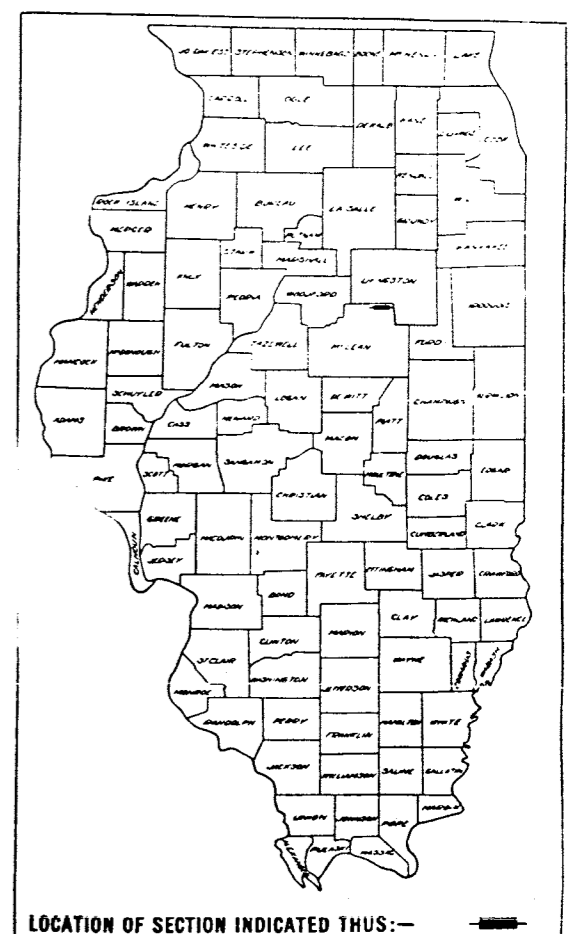 JO DAVIESS STEPHENSON WINNEBAGO BOONE McHENRY LAKE
CARROLL OGLE
DEKALB KANE
COOK
WHITESIDE LEE
KENDALL
ROCK ISLAND HENRY BUREAU LA SALLE
GRUNDY
MERCER PUTNAM
STARK MARSHALL KANKAKEE
HENDERSON WARREN KNOX LIVINGSTON
PEORIA WOODFORD
FULTON TAZEWELL McLEAN FORD
HANCOCK McDONOUGH
MASON
SCHUYLER LOGAN DE WITT CHAMPAIGN
ADAMS BROWN CASS MENARD PIATT
MACON
SCOTT MORGAN SANGAMON DOUGLAS EDGAR
PIKE MOULTRIE
CHRISTIAN COLES
GREENE SHELBY
MACOUPIN MONTGOMERY CUMBERLAND CLARK
CALHOUN JERSEY
FAYETTE EFFINGHAM JASPER CRAWFORD
MADISON BOND
CLAY RICHLAND LAWRENCE
CLINTON MARION
ST CLAIR WAYNE
WASHINGTON
MONROE JEFFERSON
RANDOLPH PERRY HAMILTON WHITE
FRANKLIN
JACKSON WILLIAMSON SALINE GALLATIN
UNION JOHNSON POPE HARDIN
PULASKI MASSAC
LOCATION OF SECTION INDICATED THUS:—